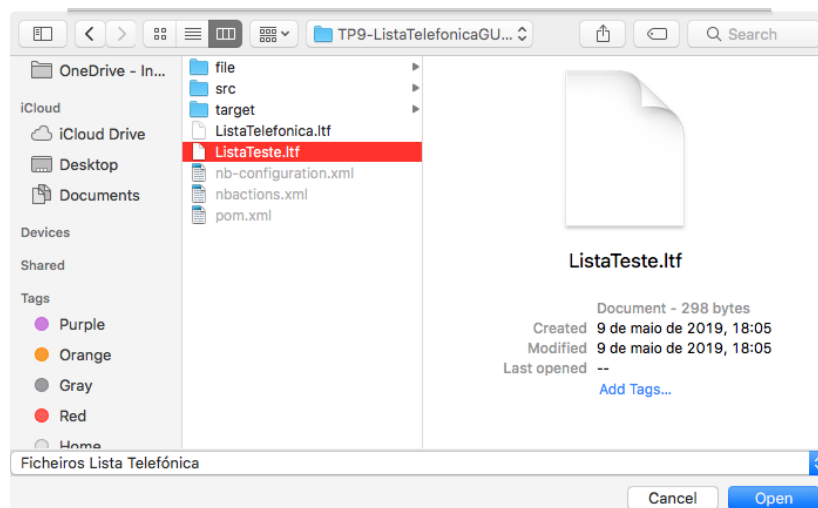 TP9-ListaTelefonicaGU...
Search
OneDrive - In...
iCloud
iCloud Drive
Desktop
Documents
Devices
Shared
Tags
Purple
Orange
Gray
Red
Home
file
src
target
ListaTelefonica.ltf
ListaTeste.ltf
nb-configuration.xml
nbactions.xml
pom.xml
ListaTeste.ltf
Document - 298 bytes
Created 9 de maio de 2019, 18:05
Modified 9 de maio de 2019, 18:05
Last opened --
Add Tags...
Ficheiros Lista Telefónica
Cancel
Open